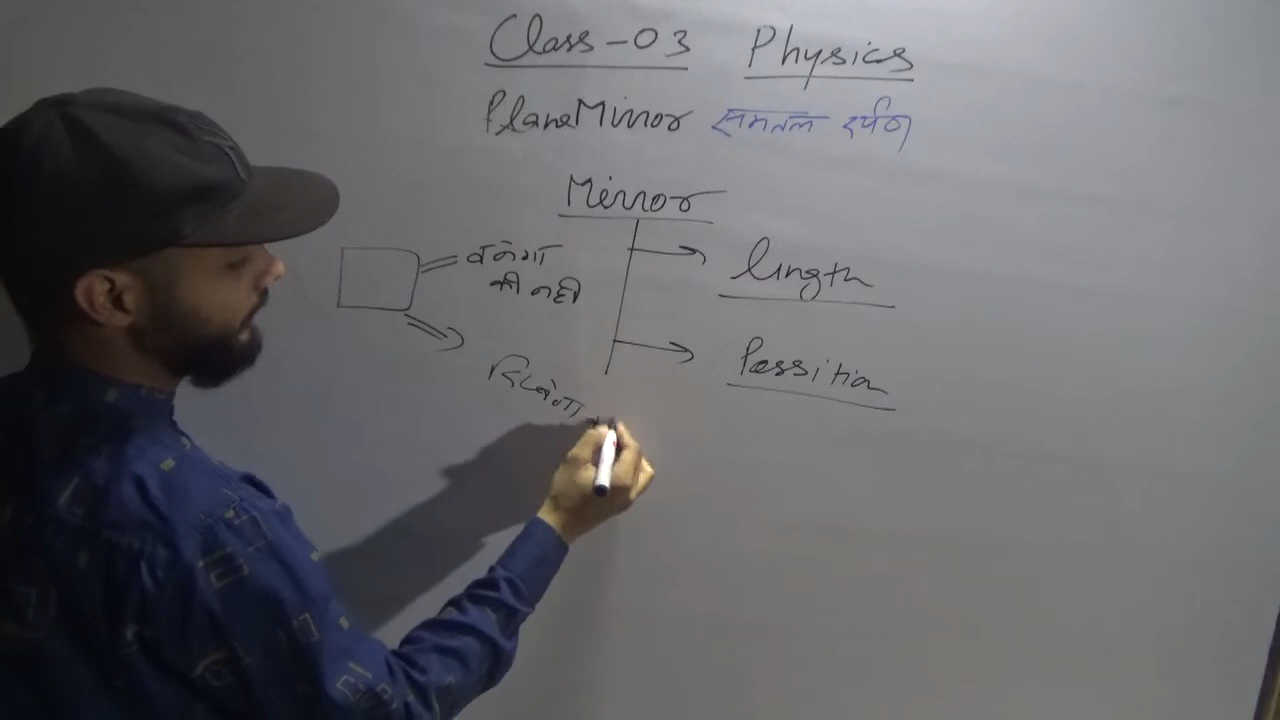 Class-03 Physics
PlaneMirror समतल दर्पण
Mirror
बनेगा
की नही
lingth
Possition